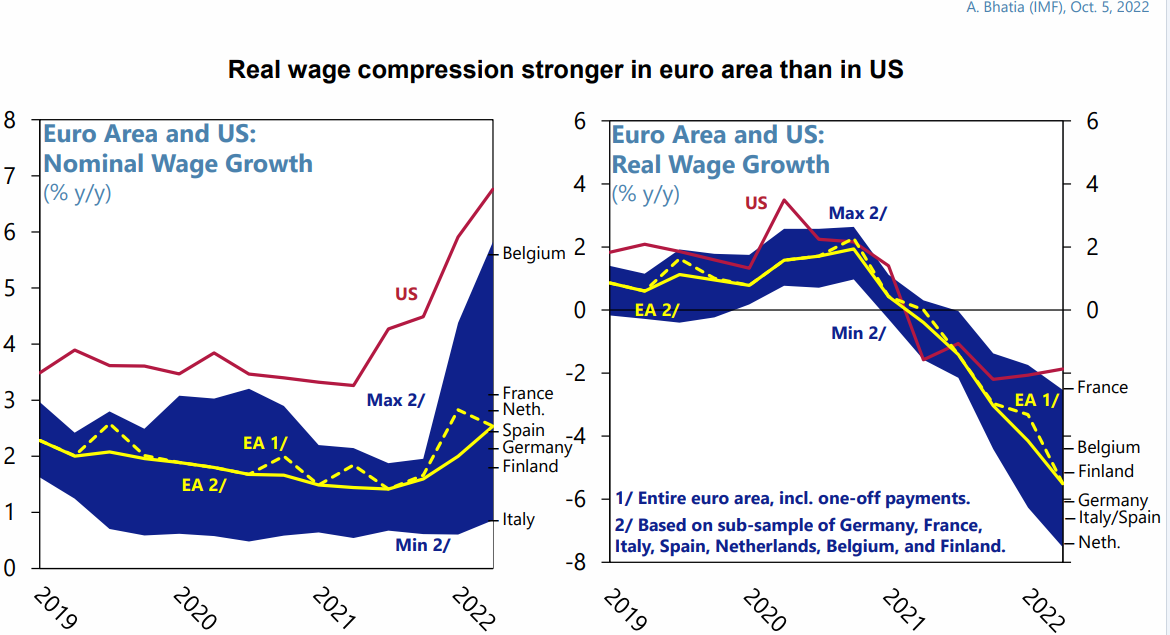 A. Bhatia (IMF), Oct. 5, 2022
Real wage compression stronger in euro area than in US
8
7
6
5
4
3
2
1
0
Euro Area and US:
Nominal Wage Growth
(% y/y)
US
Max 2/
EA 1/
EA 2/
Min 2/
Belgium
France
Neth.
Spain
Germany
Finland
Italy
2019
2020
2021
2022
6
4
2
0
-2
-4
-6
-8
Euro Area and US:
Real Wage Growth
(% y/y)
US
Max 2/
EA 2/
Min 2/
EA 1/
1/ Entire euro area, incl. one-off payments.
2/ Based on sub-sample of Germany, France,
Italy, Spain, Netherlands, Belgium, and Finland.
6
4
2
0
France
Belgium
Finland
Germany
Italy/Spain
Neth.
2019
2020
2021
2022